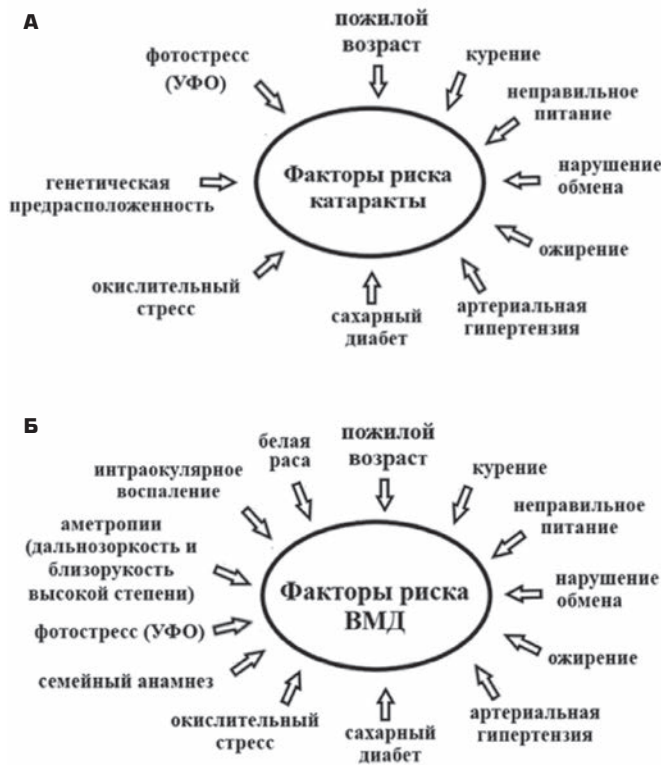 А
пожилой
возраст
фотостресс
(УФО)
курение
неправильное
питание
Факторы риска
катаракты
нарушение
обмена
генетическая
предрасположенность
ожирение
окислительный
стресс
сахарный
диабет
артериальная
гипертензия
Б
белая
раса
пожилой
возраст
интраокулярное
воспаление
курение
неправильное
питание
аметропии
(дальнозоркость и
близорукость
высокой степени)
Факторы риска
ВМД
нарушение
обмена
фотостресс (УФО)
ожирение
семейный анамнез
окислительный
стресс
сахарный
диабет
артериальная
гипертензия